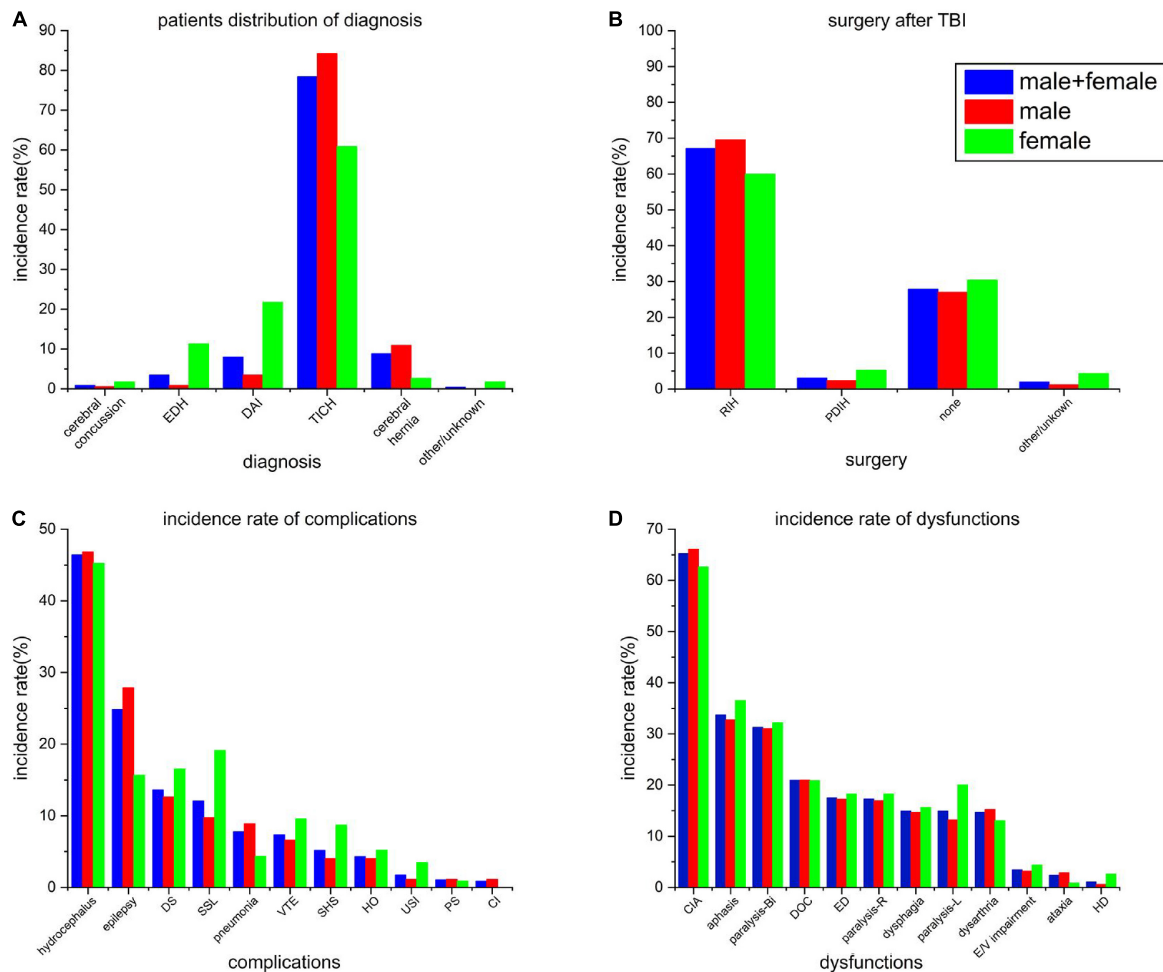 A
patients distribution of diagnosis
incidence rate(%)
90
80
70
60
50
40
30
20
10
0
cerebral concussion
EDH
DAI
TICH
cerebral hernia
other/unknown
diagnosis
B
surgery after TBI
incidence rate(%)
100
90
80
70
60
50
40
30
20
10
0
male+female
male
female
RIH
PDIH
none
other/unkown
surgery
C
incidence rate of complications
incidence rate(%)
50
40
30
20
10
0
hydrocephalus
epilepsy
DS
SSL
pneumonia
VTE
SHS
HO
USI
PS
CI
complications
D
incidence rate of dysfunctions
incidence rate(%)
70
60
50
40
30
20
10
0
CIA
aphasis
paralysis-Bi
DOC
ED
paralysis-R
dysphagia
paralysis-L
dysarthria
E/V impairment
ataxia
HD
dysfunctions